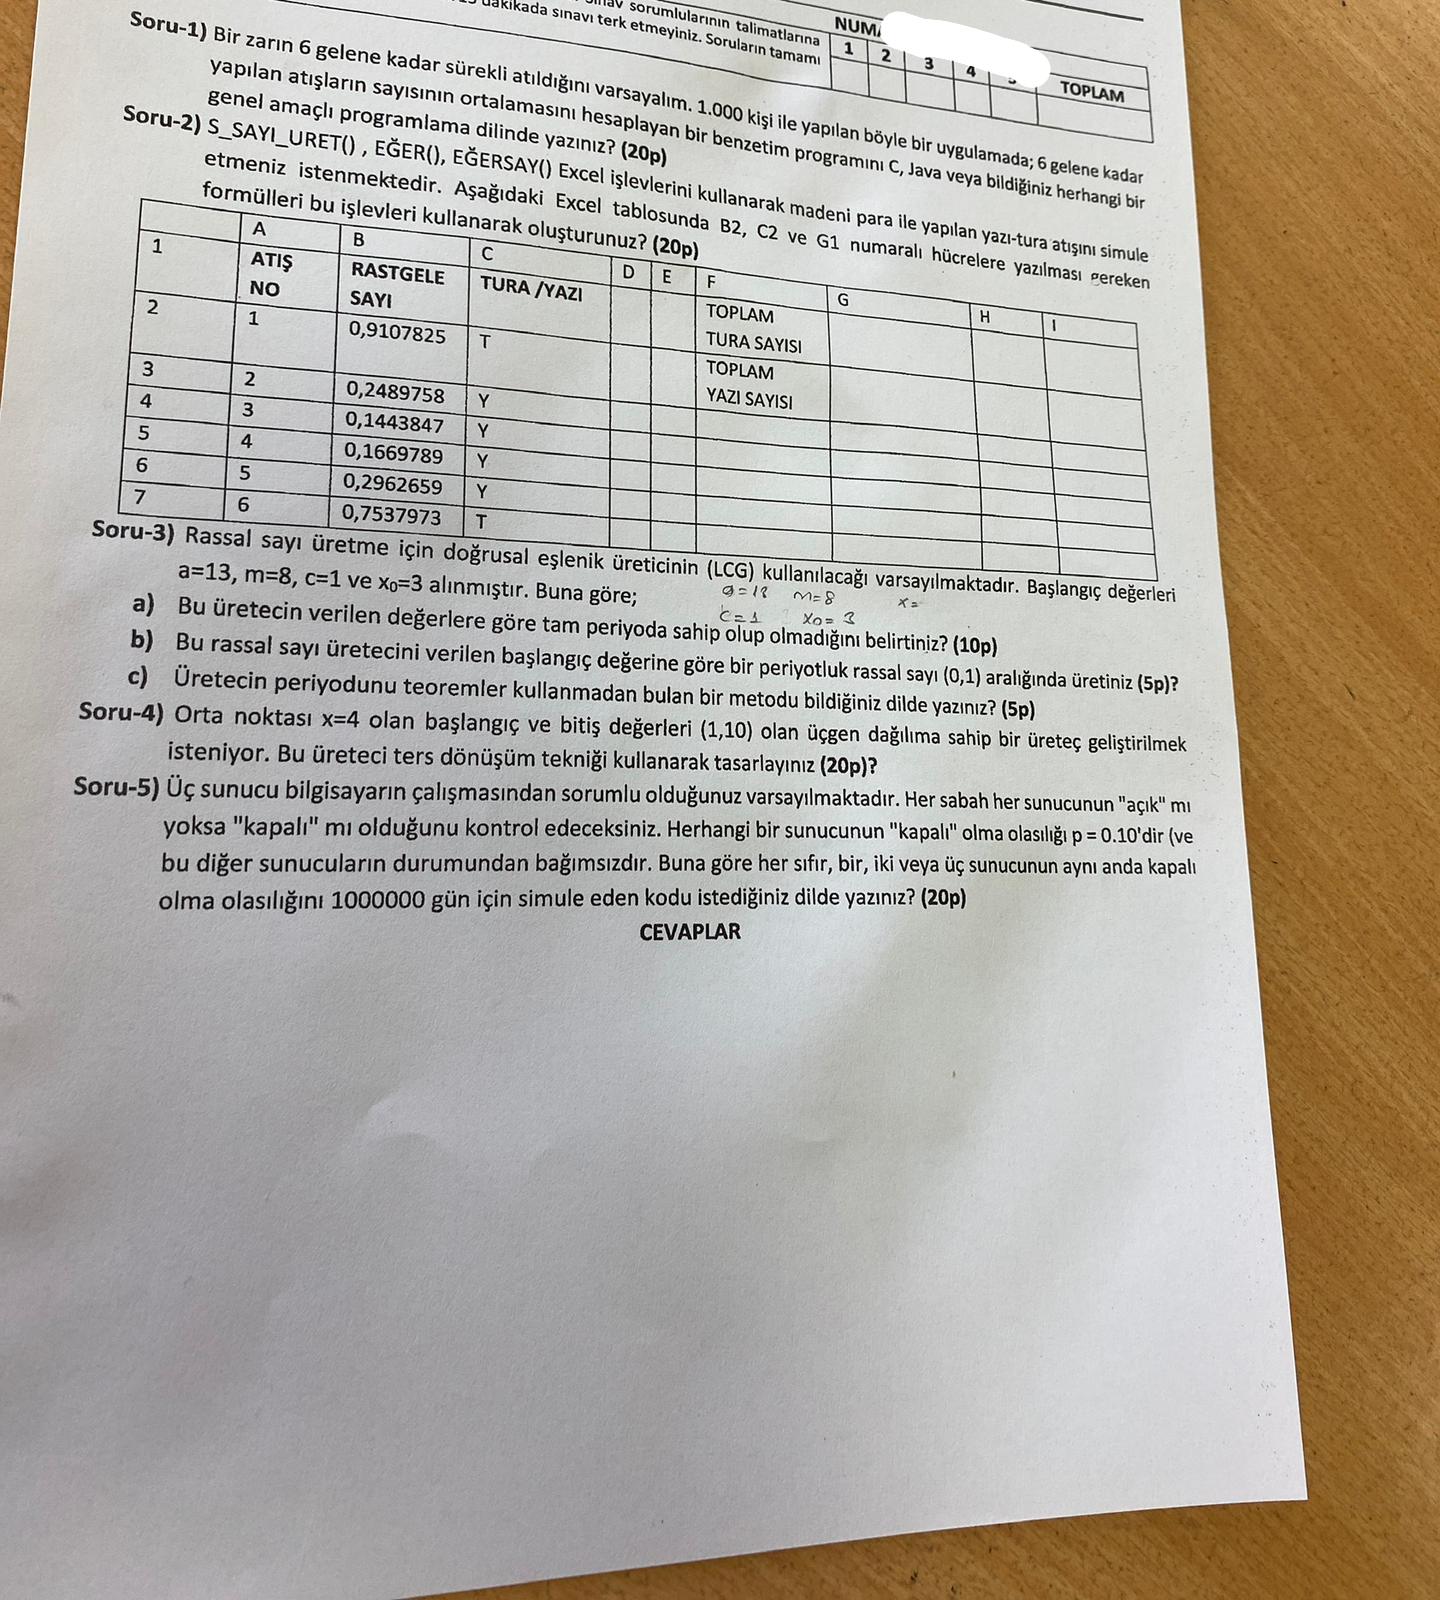 sorumlularının talimatlarına
dakikada sınavı terk etmeyiniz. Soruların tamamı
1 2 3 4 TOPLAM
Soru-1) Bir zarın 6 gelene kadar sürekli atıldığını varsayalım. 1.000 kişi ile yapılan böyle bir uygulamada; 6 gelene kadar
yapılan atışların sayısının ortalamasını hesaplayan bir benzetim programını C, Java veya bildiğiniz herhangi bir
genel amaçlı programlama dilinde yazınız? (20p)
Soru-2) S_SAYI_URET() , EĞER(), EĞERSAY() Excel işlevlerini kullanarak madeni para ile yapılan yazı-tura atışını simule
etmeniz istenmektedir. Aşağıdaki Excel tablosunda B2, C2 ve G1 numaralı hücrelere yazılması gereken
formülleri bu işlevleri kullanarak oluşturunuz? (20p)
A B C D E F G H I
1 ATIŞ RASTGELE TURA /YAZI TOPLAM
NO SAYI TURA SAYISI
2 1 0,9107825 T TOPLAM
YAZI SAYISI
3 2 0,2489758 Y
4 3 0,1443847 Y
5 4 0,1669789 Y
6 5 0,2962659 Y
7 6 0,7537973 T
Soru-3) Rassal sayı üretme için doğrusal eşlenik üreticinin (LCG) kullanılacağı varsayılmaktadır. Başlangıç değerleri
a=13, m=8, c=1 ve x₀=3 alınmıştır. Buna göre;
a=13 m=8 x=
c=1 x₀= 3
a) Bu üretecin verilen değerlere göre tam periyoda sahip olup olmadığını belirtiniz? (10p)
b) Bu rassal sayı üretecini verilen başlangıç değerine göre bir periyotluk rassal sayı (0,1) aralığında üretiniz (5p)?
c) Üretecin periyodunu teoremler kullanmadan bulan bir metodu bildiğiniz dilde yazınız? (5p)
Soru-4) Orta noktası x=4 olan başlangıç ve bitiş değerleri (1,10) olan üçgen dağılıma sahip bir üreteç geliştirilmek
isteniyor. Bu üreteci ters dönüşüm tekniği kullanarak tasarlayınız (20p)?
Soru-5) Üç sunucu bilgisayarın çalışmasından sorumlu olduğunuz varsayılmaktadır. Her sabah her sunucunun "açık" mı
yoksa "kapalı" mı olduğunu kontrol edeceksiniz. Herhangi bir sunucunun "kapalı" olma olasılığı p = 0.10'dir (ve
bu diğer sunucuların durumundan bağımsızdır. Buna göre her sıfır, bir, iki veya üç sunucunun aynı anda kapalı
olma olasılığını 1000000 gün için simule eden kodu istediğiniz dilde yazınız? (20p)
CEVAPLAR